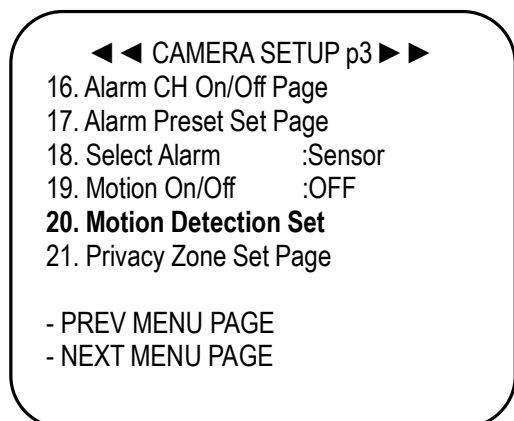 ◄◄ CAMERA SETUP p3 ►►
16. Alarm CH On/Off Page
17. Alarm Preset Set Page
18. Select Alarm :Sensor
19. Motion On/Off :OFF
20. Motion Detection Set
21. Privacy Zone Set Page
- PREV MENU PAGE
- NEXT MENU PAGE